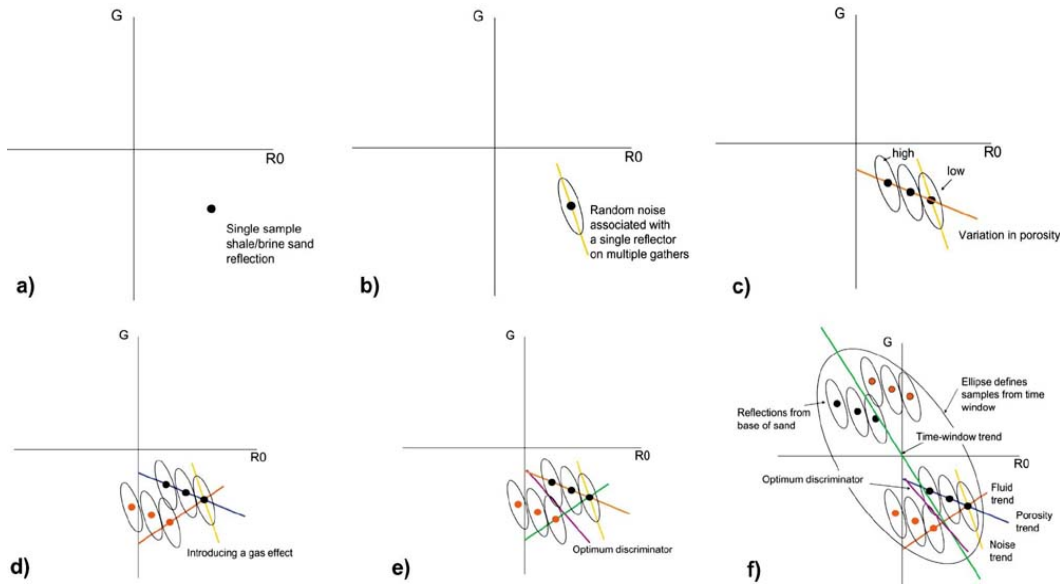 G
R0
Single sample
shale/brine sand
reflection
a)
G
R0
Random noise
associated with
a single reflector
on multiple gathers
b)
G
R0
high
low
Variation in porosity
c)
G
R0
Introducing a gas effect
d)
G
R0
Optimum discriminator
e)
G
R0
Ellipse defines
samples from time
window
Reflections from
base of sand
Time-window trend
Optimum discriminator
Fluid
trend
Porosity
trend
Noise
trend
f)